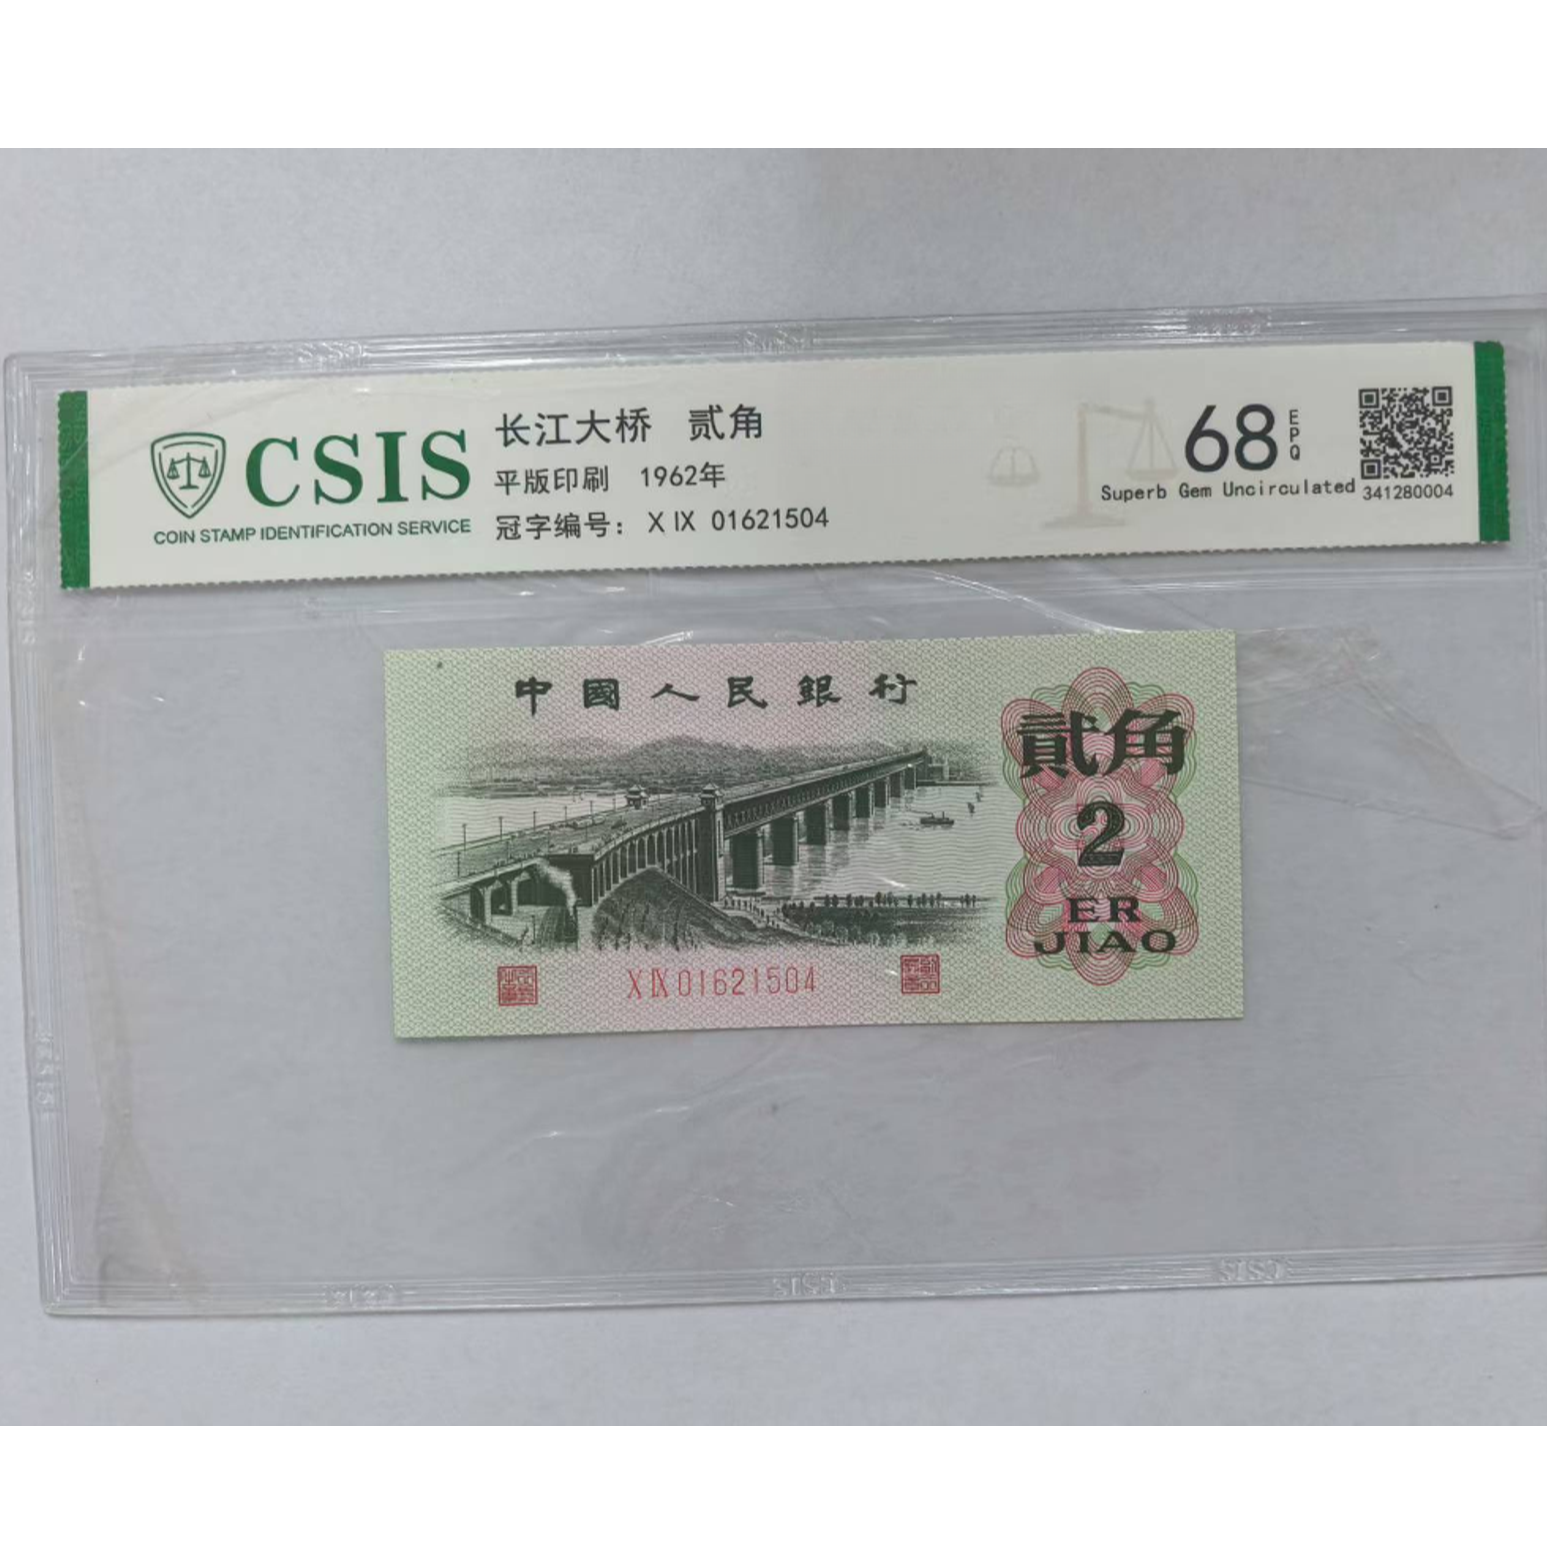 CSIS
COIN STAMP IDENTIFICATION SERVICE
长江大桥 贰角
平版印刷 1962年
冠字编号: X IX 01621504
68
EPQ
Superb Gem Uncirculated
341280004
中國人民銀行
貳角
2
ER
JIAO
X IX 01621504